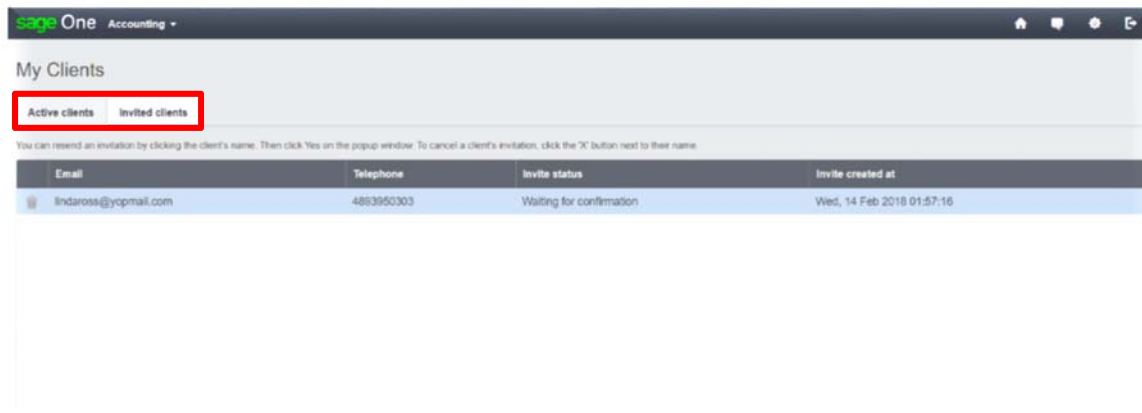 sage One Accounting
My Clients
Active clients Invited clients
You can resend an invitation by clicking the client's name. Then click Yes on the popup window. To cancel a client's invitation, click the 'X' button next to their name.
Email Telephone Invite status Invite created at
lindaross@yopmail.com 4893950303 Waiting for confirmation Wed, 14 Feb 2018 01:57:16